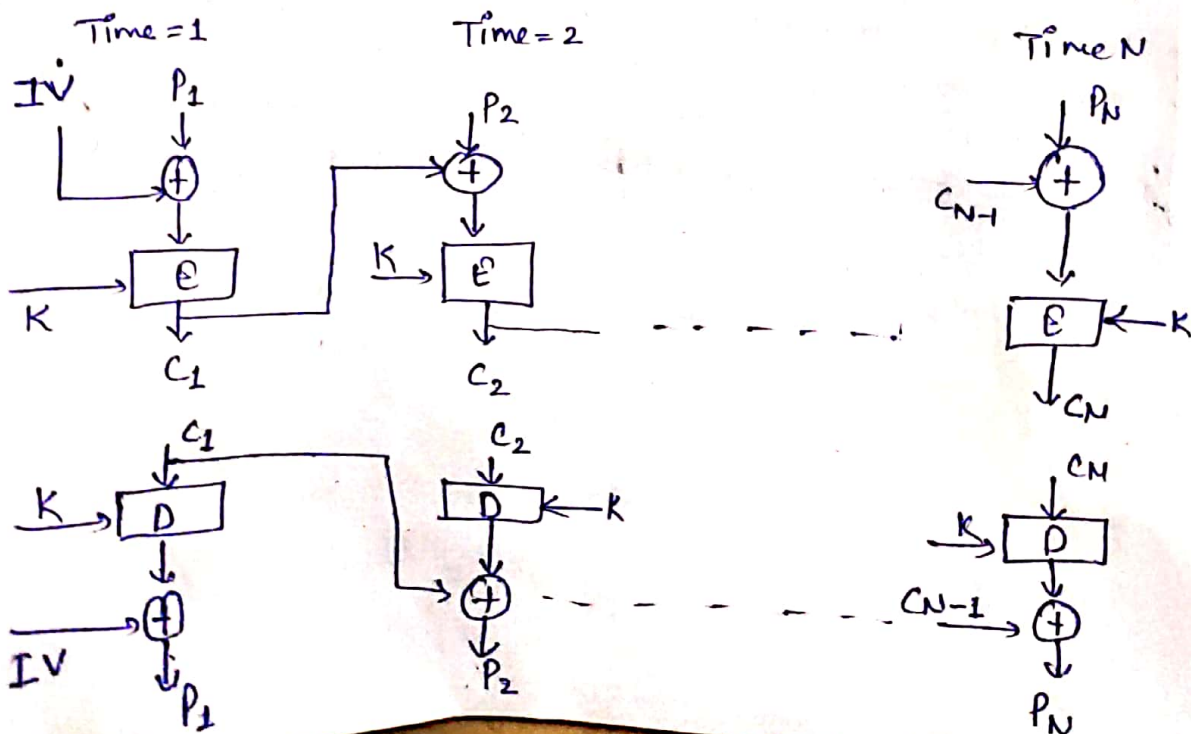 Time = 1 Time = 2 Time N
IV P1 P2 PN
+ + +
CN-1
K E K E E K
C1 C2 CN
C1 C2 CN
K D D K K D
+ + CN-1 +
IV P1 P2 PN